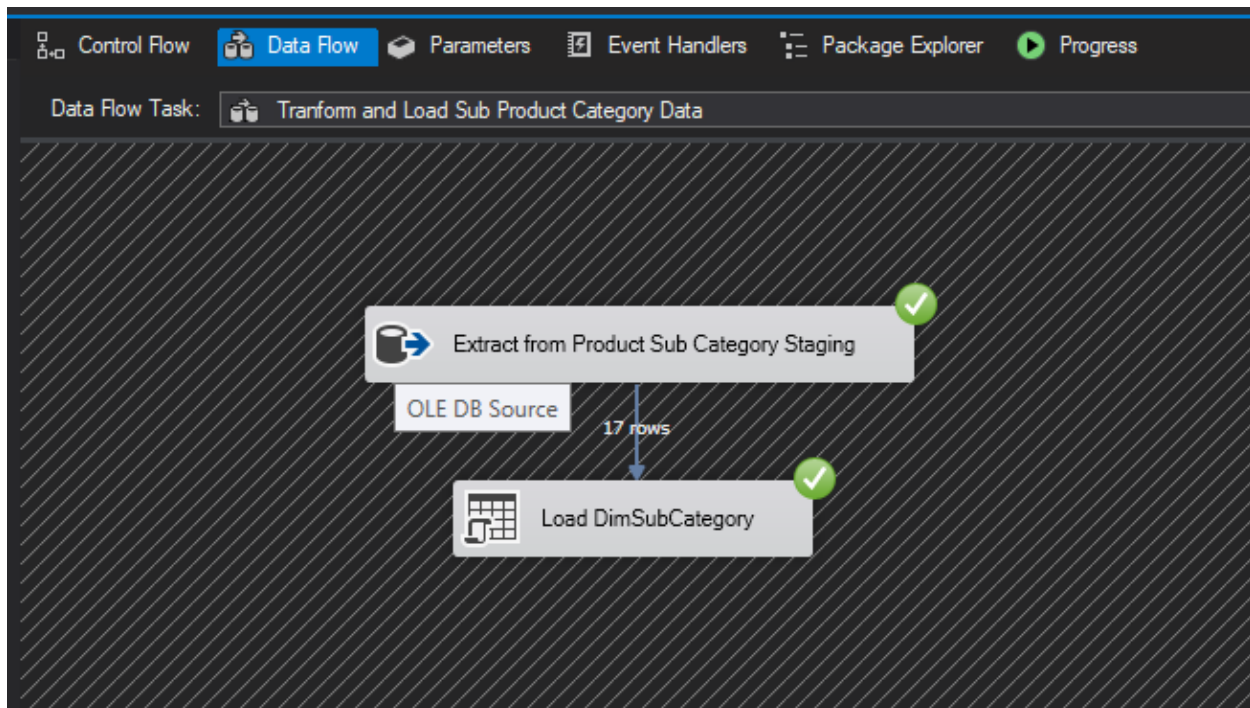 Control Flow Data Flow Parameters Event Handlers Package Explorer Progress
Data Flow Task: Tranform and Load Sub Product Category Data
Extract from Product Sub Category Staging
OLE DB Source
17 rows
Load DimSubCategory